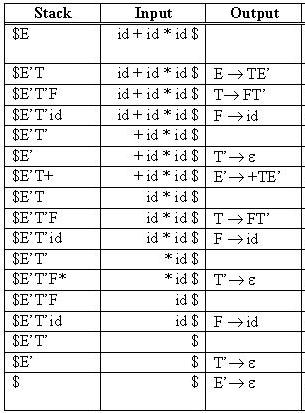 Stack Input Output
$E id + id * id $
$E'T id + id * id $ E → TE'
$E'T'F id + id * id $ T → FT'
$E'T'id id + id * id $ F → id
$E'T' + id * id $
$E' + id * id $ T' → ε
$E'T+ + id * id $ E' → +TE'
$E'T id * id $
$E'T'F id * id $ T → FT'
$E'T'id id * id $ F → id
$E'T' * id $
$E'T'F* * id $ T' → ε
$E'T'F id $
$E'T'id id $ F → id
$E'T' $
$E' $ T' → ε
$ $ E' → ε